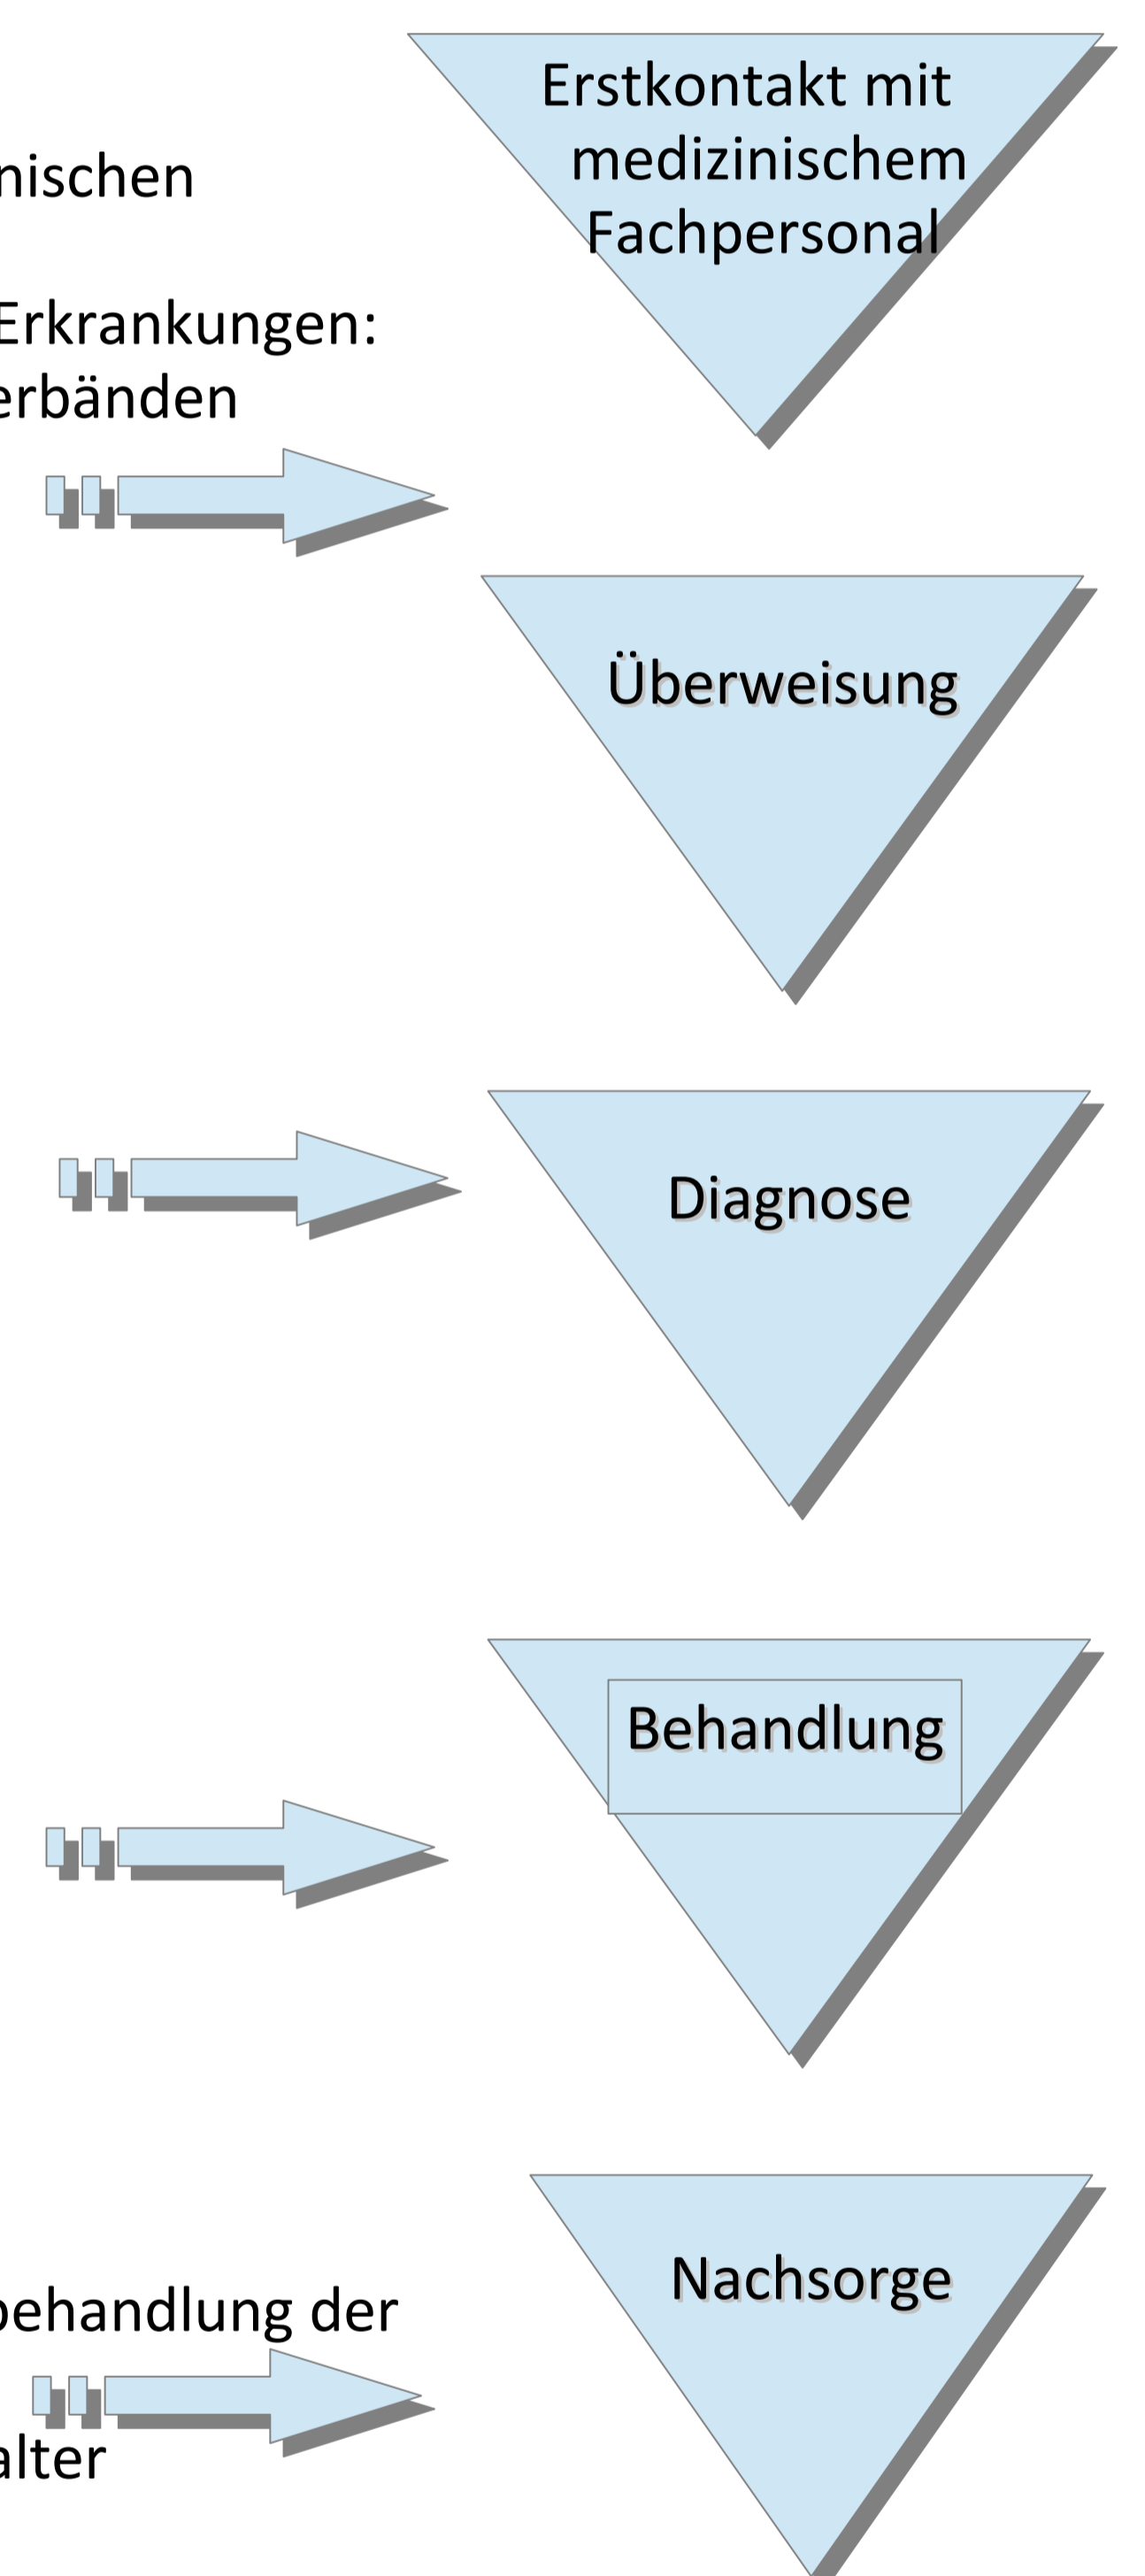 Erstkontakt mit
medizinischem
Fachpersonal
nischen
Erkrankungen:
erbänden
Überweisung
Diagnose
Behandlung
Nachsorge
behandlung der
alter